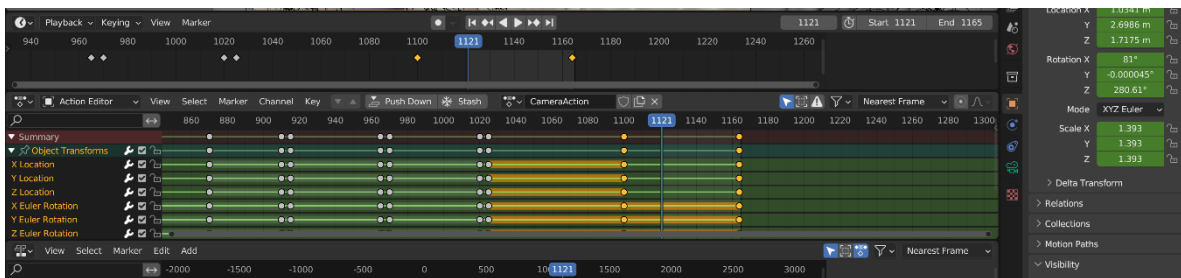 Playback Keying View Marker 1121 Start 1121 End 1165
940 960 980 1000 1020 1040 1060 1080 1100 1121 1140 1160 1180 1200 1220 1240 1260
Action Editor View Select Marker Channel Key Push Down Stash CameraAction Nearest Frame
860 880 900 920 940 960 980 1000 1020 1040 1060 1080 1100 1121 1140 1160 1180 1200 1220 1240 1260 1280 1300
Summary
Object Transforms
X Location
Y Location
Z Location
X Euler Rotation
Y Euler Rotation
Z Euler Rotation
View Select Marker Edit Add Nearest Frame
-2000 -1500 -1000 -500 0 500 10 1121 1500 2000 2500 3000
Location X 1.0341 m
Y 2.6986 m
Z 1.7175 m
Rotation X 81°
Y -0.000045°
Z 280.61°
Mode XYZ Euler
Scale X 1.393
Y 1.393
Z 1.393
Delta Transform
Relations
Collections
Motion Paths
Visibility